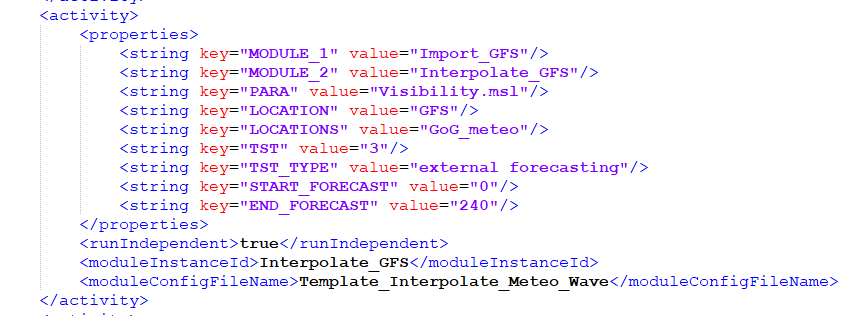 <activity>
<properties>
<string key="MODULE_1" value="Import_GFS"/>
<string key="MODULE_2" value="Interpolate_GFS"/>
<string key="PARA" value="Visibility.msl"/>
<string key="LOCATION" value="GFS"/>
<string key="LOCATIONS" value="GoG_meteo"/>
<string key="TST" value="3"/>
<string key="TST_TYPE" value="external forecasting"/>
<string key="START_FORECAST" value="0"/>
<string key="END_FORECAST" value="240"/>
</properties>
<runIndependent>true</runIndependent>
<moduleInstanceId>Interpolate_GFS</moduleInstanceId>
<moduleConfigFileName>Template_Interpolate_Meteo_Wave</moduleConfigFileName>
</activity>